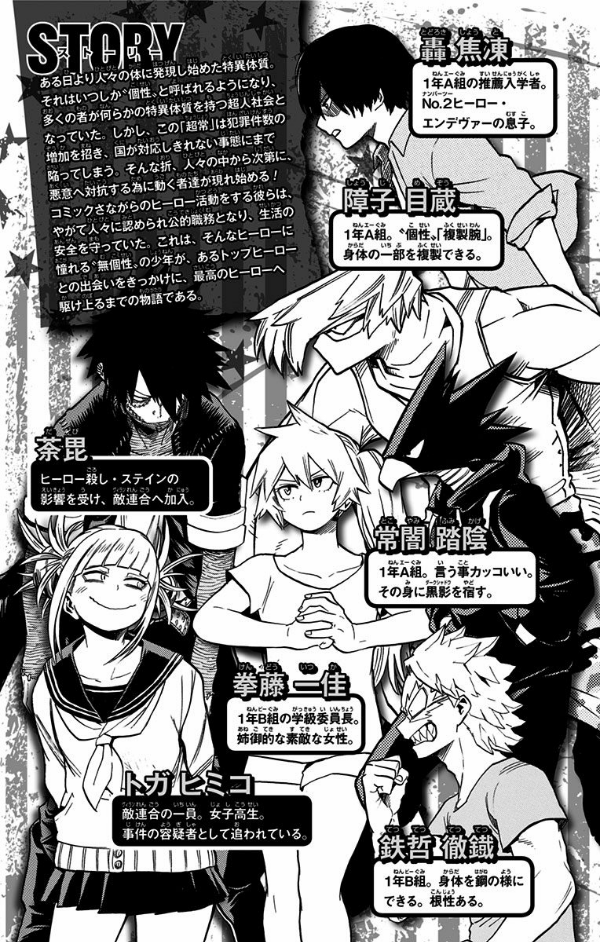 STORY
ストーリー
ある日より人々の体に発現し始めた特異体質。
それはいつしか〝個性〟と呼ばれるようになり、
多くの者が何らかの特異体質を持つ超人社会と
なっていた。しかし、この「超常」は犯罪件数の
増加を招き、国が対応しきれない事態にまで
陥ってしまう。そんな折、人々の中から次第に、
悪意へ対抗する為に動く者達が現れ始める!
コミックさながらのヒーロー活動をする彼らは、
やがて人々に認められ公的職務となり、生活の
安全を守っていた。これは、そんなヒーローに
憧れる〝無個性〟の少年が、あるトップヒーロー
との出会いをきっかけに、最高のヒーローへ
駆け上るまでの物語である。
轟 焦凍
1年A組の推薦入学者。
No.2ヒーロー・
エンデヴァーの息子。
障子 目蔵
1年A組。〝個性〟「複製腕」。
身体の一部を複製できる。
荼毘
ヒーロー殺し・ステインの
影響を受け、敵連合へ加入。
常闇 踏陰
1年A組。言う事カッコいい。
その身に黒影を宿す。
拳藤 一佳
1年B組の学級委員長。
姉御的な素敵な女性。
トガ ヒミコ
敵連合の一員。女子高生。
事件の容疑者として追われている。
鉄哲 徹鐵
1年B組。身体を鋼の様に
できる。根性ある。